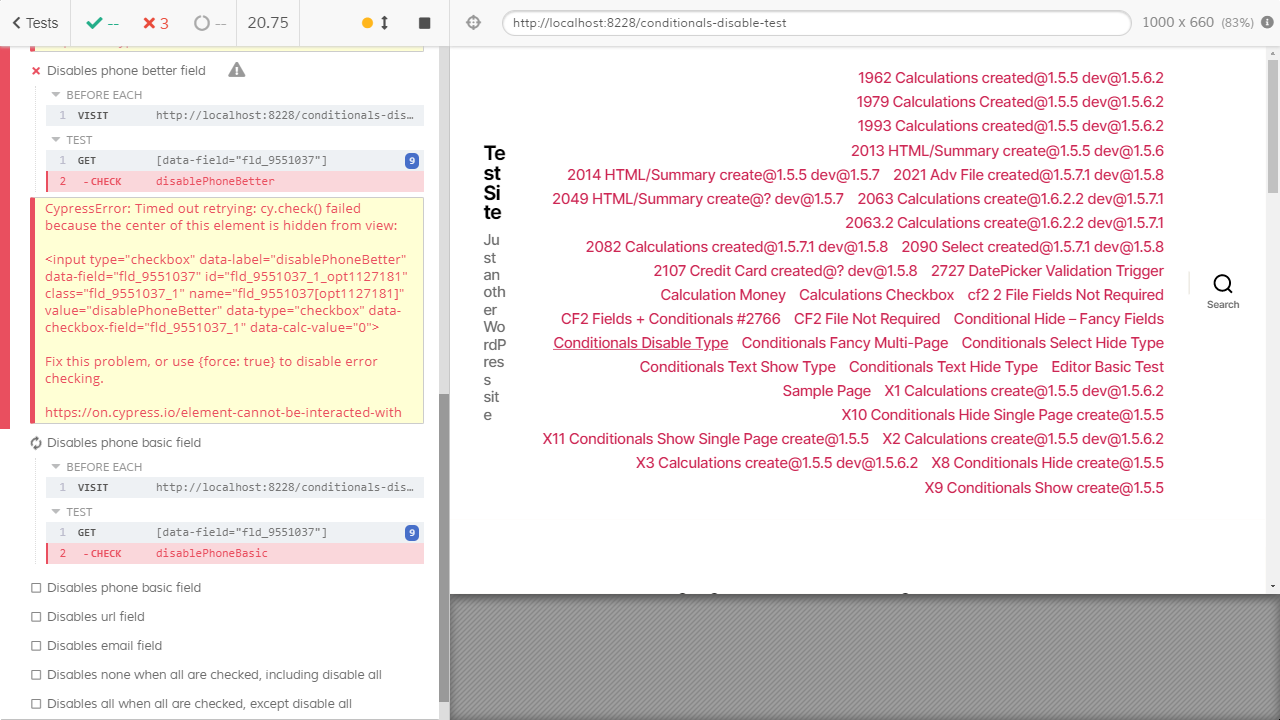 Tests
--
3
--
20.75
http://localhost:8228/conditionals-disable-test
1000 x 660 (83%)
Disables phone better field
BEFORE EACH
1 VISIT http://localhost:8228/conditionals-dis...
TEST
1 GET [data-field="fld_9551037"] 9
2 - CHECK disablePhoneBetter
CypressError: Timed out retrying: cy.check() failed
because the center of this element is hidden from view:
<input type="checkbox" data-label="disablePhoneBetter"
data-field="fld_9551037" id="fld_9551037_1_opt1127181"
class="fld_9551037_1" name="fld_9551037[opt1127181]"
value="disablePhoneBetter" data-type="checkbox" data-
checkbox-field="fld_9551037_1" data-calc-value="0">
Fix this problem, or use {force: true} to disable error
checking.
https://on.cypress.io/element-cannot-be-interacted-with
Disables phone basic field
BEFORE EACH
1 VISIT http://localhost:8228/conditionals-dis...
TEST
1 GET [data-field="fld_9551037"] 9
2 - CHECK disablePhoneBasic
Disables phone basic field
Disables url field
Disables email field
Disables none when all are checked, including disable all
Disables all when all are checked, except disable all
Te
st
Si
te
Ju
st
an
oth
er
Wo
rdP
res
s
sit
e
1962 Calculations created@1.5.5 dev@1.5.6.2
1979 Calculations Created@1.5.5 dev@1.5.6.2
1993 Calculations created@1.5.5 dev@1.5.6.2
2013 HTML/Summary create@1.5.5 dev@1.5.6
2014 HTML/Summary create@1.5.5 dev@1.5.7 2021 Adv File created@1.5.7.1 dev@1.5.8
2049 HTML/Summary create@? dev@1.5.7 2063 Calculations create@1.6.2.2 dev@1.5.7.1
2063.2 Calculations create@1.6.2.2 dev@1.5.7.1
2082 Calculations created@1.5.7.1 dev@1.5.8 2090 Select created@1.5.7.1 dev@1.5.8
2107 Credit Card created@? dev@1.5.8 2727 DatePicker Validation Trigger
Calculation Money Calculations Checkbox cf2 2 File Fields Not Required
CF2 Fields + Conditionals #2766 CF2 File Not Required Conditional Hide – Fancy Fields
Conditionals Disable Type Conditionals Fancy Multi-Page Conditionals Select Hide Type
Conditionals Text Show Type Conditionals Text Hide Type Editor Basic Test
Sample Page X1 Calculations create@1.5.5 dev@1.5.6.2
X10 Conditionals Hide Single Page create@1.5.5
X11 Conditionals Show Single Page create@1.5.5 X2 Calculations create@1.5.5 dev@1.5.6.2
X3 Calculations create@1.5.5 dev@1.5.6.2 X8 Conditionals Hide create@1.5.5
X9 Conditionals Show create@1.5.5
Search